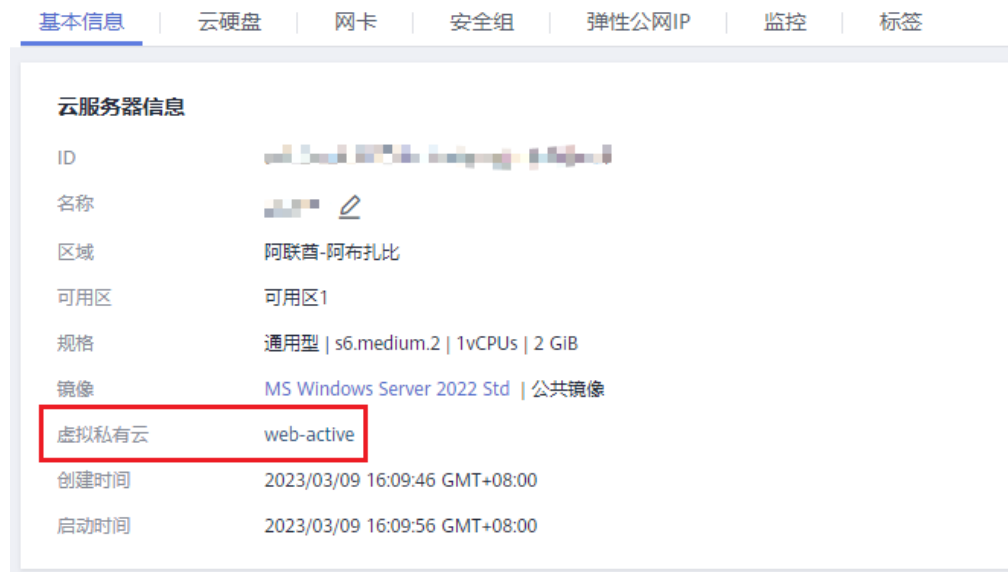 基本信息 云硬盘 网卡 安全组 弹性公网IP 监控 标签
云服务器信息
ID
名称
区域 阿联酋-阿布扎比
可用区 可用区1
规格 通用型 | s6.medium.2 | 1vCPUs | 2 GiB
镜像 MS Windows Server 2022 Std | 公共镜像
虚拟私有云 web-active
创建时间 2023/03/09 16:09:46 GMT+08:00
启动时间 2023/03/09 16:09:56 GMT+08:00